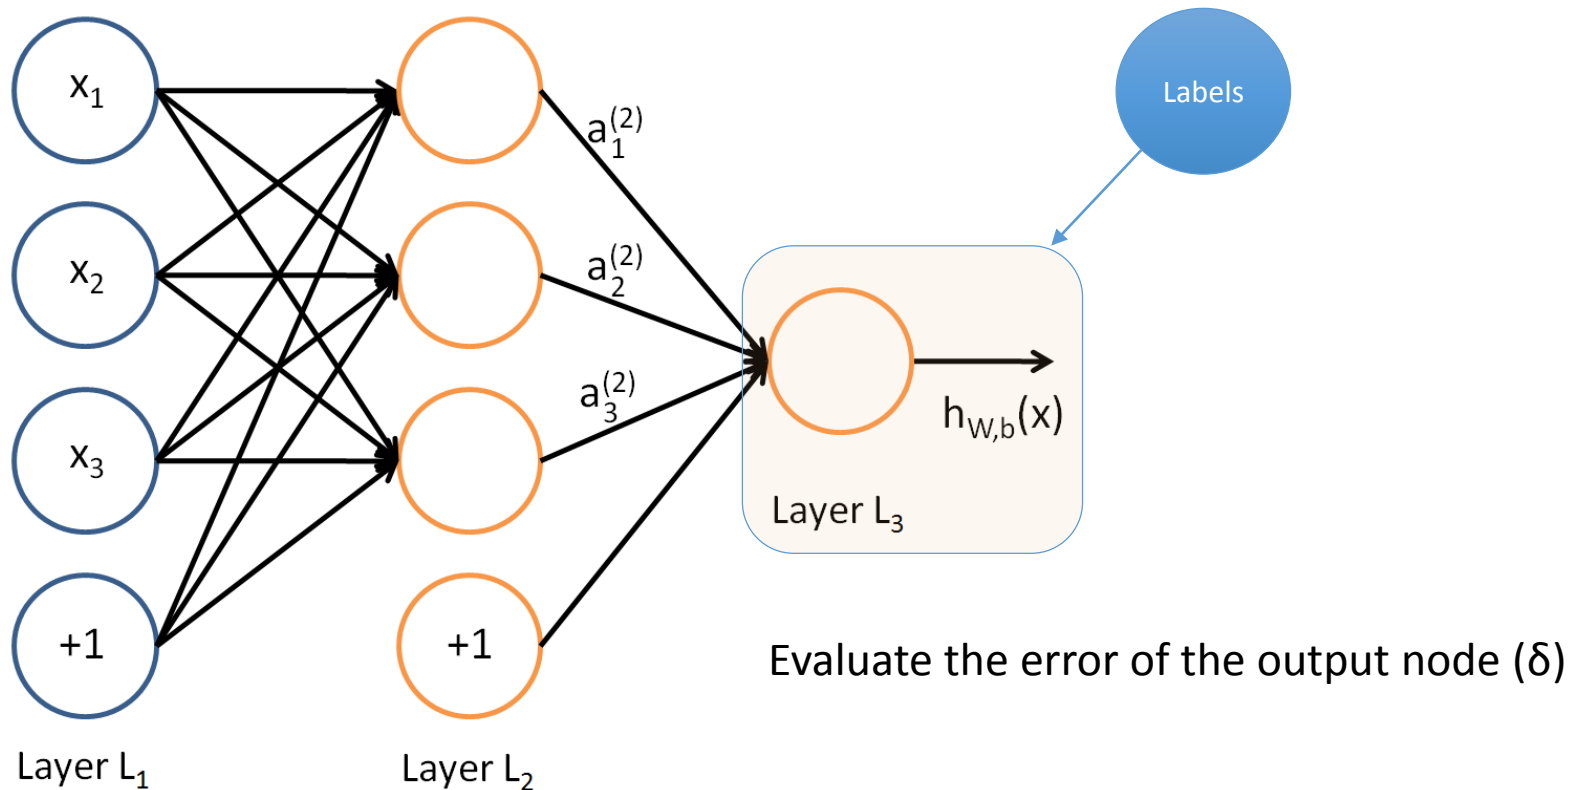 x₁
x₂
x₃
+1
Layer L₁
+1
Layer L₂
a₁⁽²⁾
a₂⁽²⁾
a₃⁽²⁾
Labels
h_W,b(x)
Layer L₃
Evaluate the error of the output node (δ)